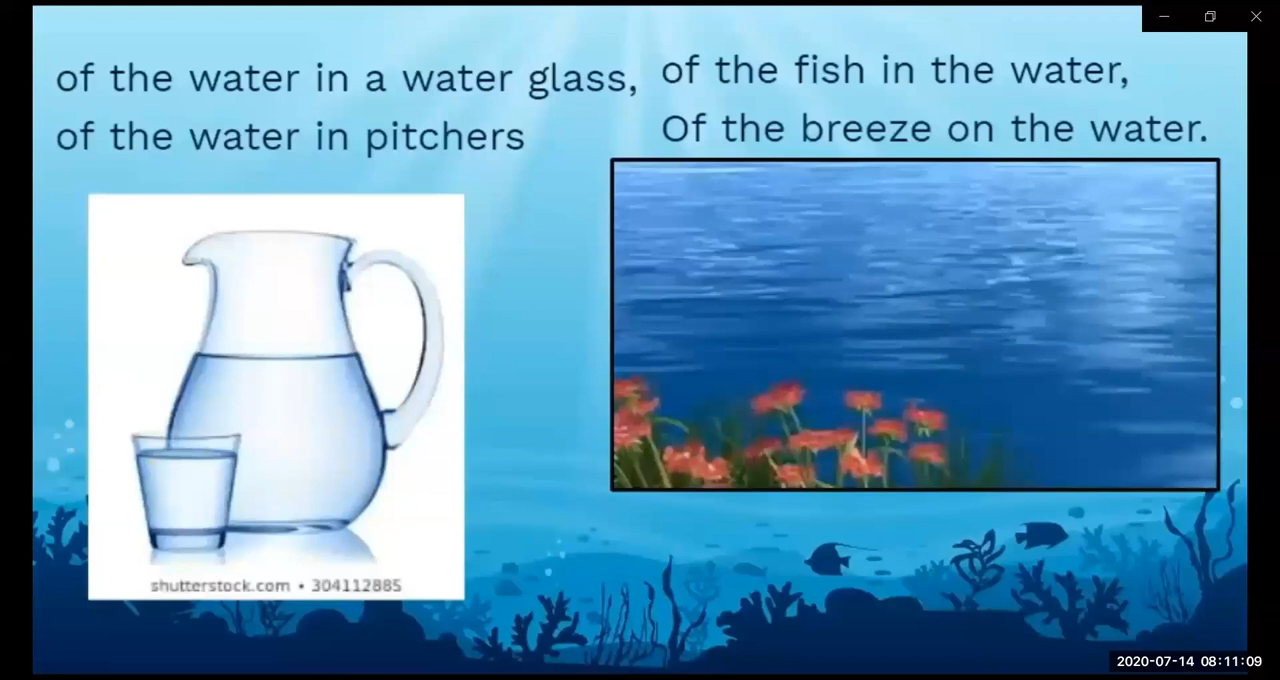 of the water in a water glass,
of the water in pitchers
of the fish in the water,
Of the breeze on the water.
shutterstock.com • 304112885
2020-07-14 08:11:09